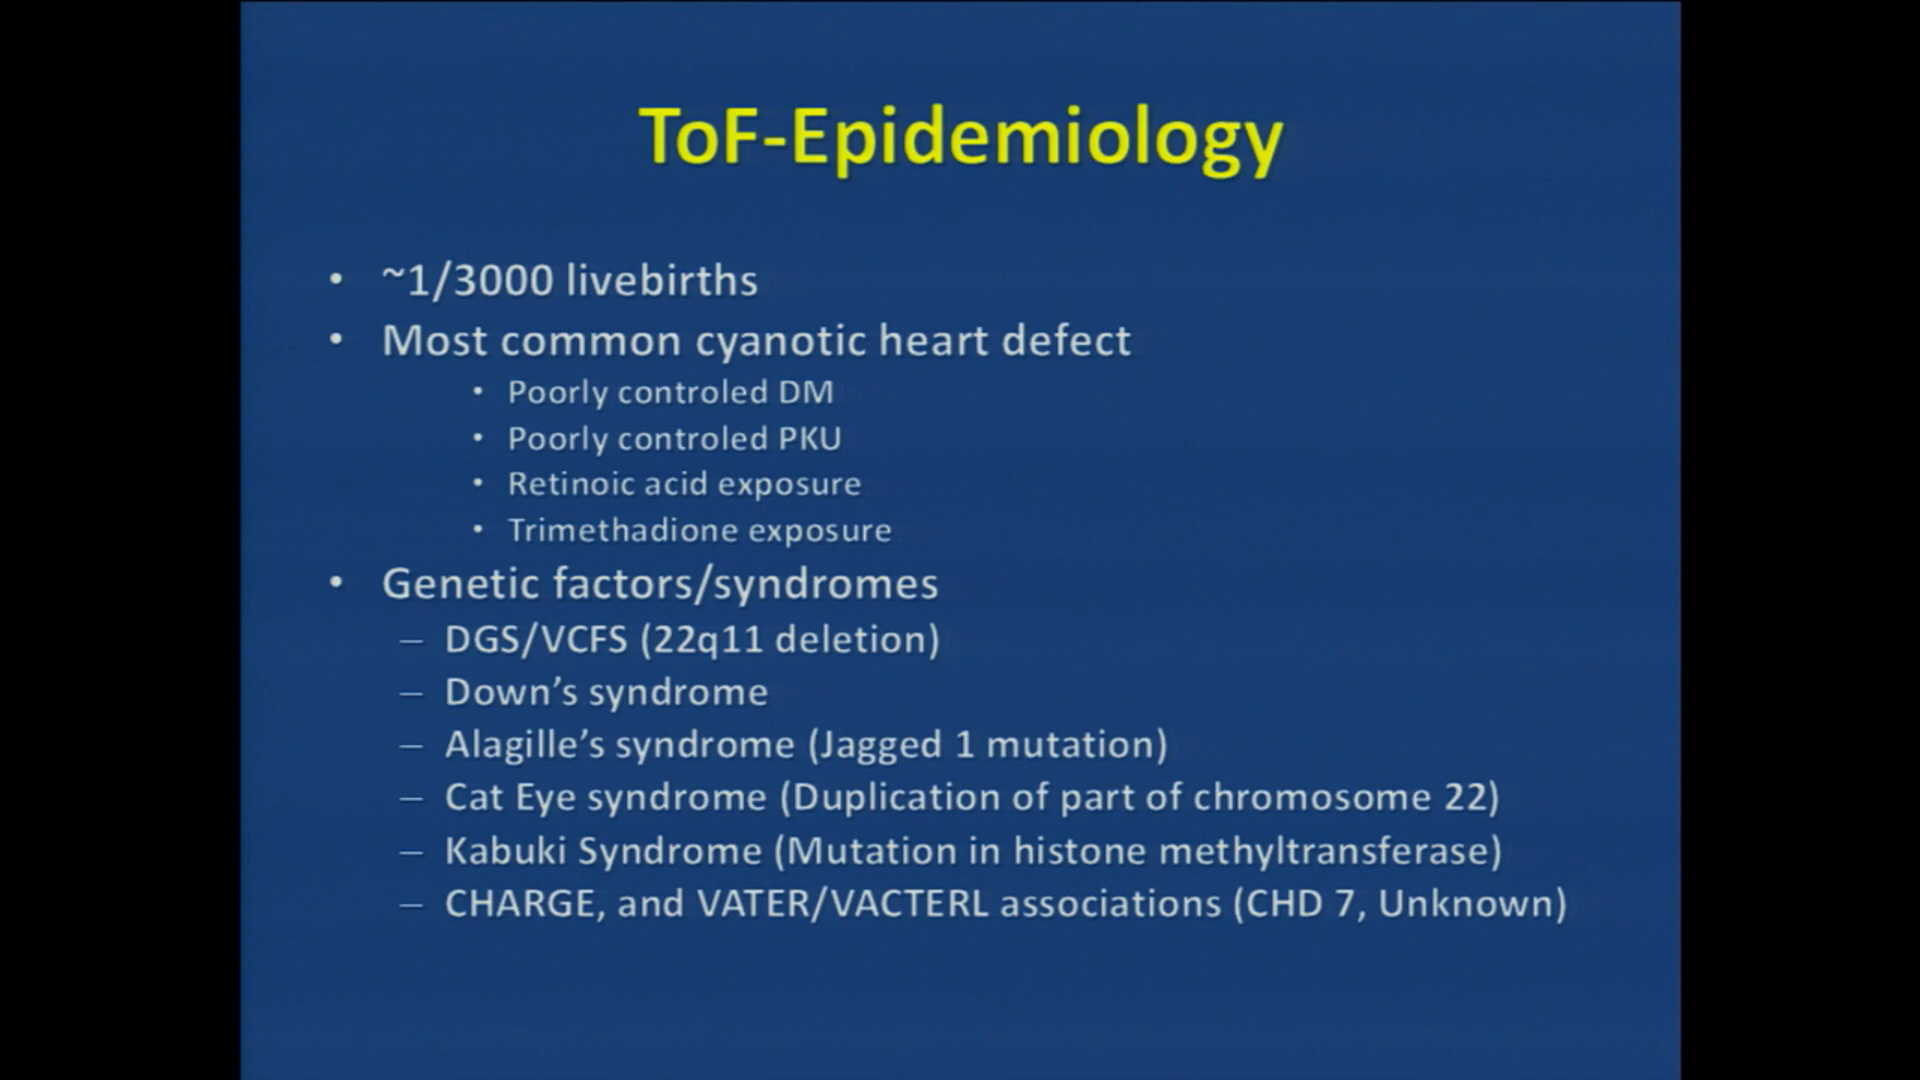 ToF-Epidemiology
• ~1/3000 livebirths
• Most common cyanotic heart defect
• Poorly controled DM
• Poorly controled PKU
• Retinoic acid exposure
• Trimethadione exposure
• Genetic factors/syndromes
– DGS/VCFS (22q11 deletion)
– Down’s syndrome
– Alagille’s syndrome (Jagged 1 mutation)
– Cat Eye syndrome (Duplication of part of chromosome 22)
– Kabuki Syndrome (Mutation in histone methyltransferase)
– CHARGE, and VATER/VACTERL associations (CHD 7, Unknown)